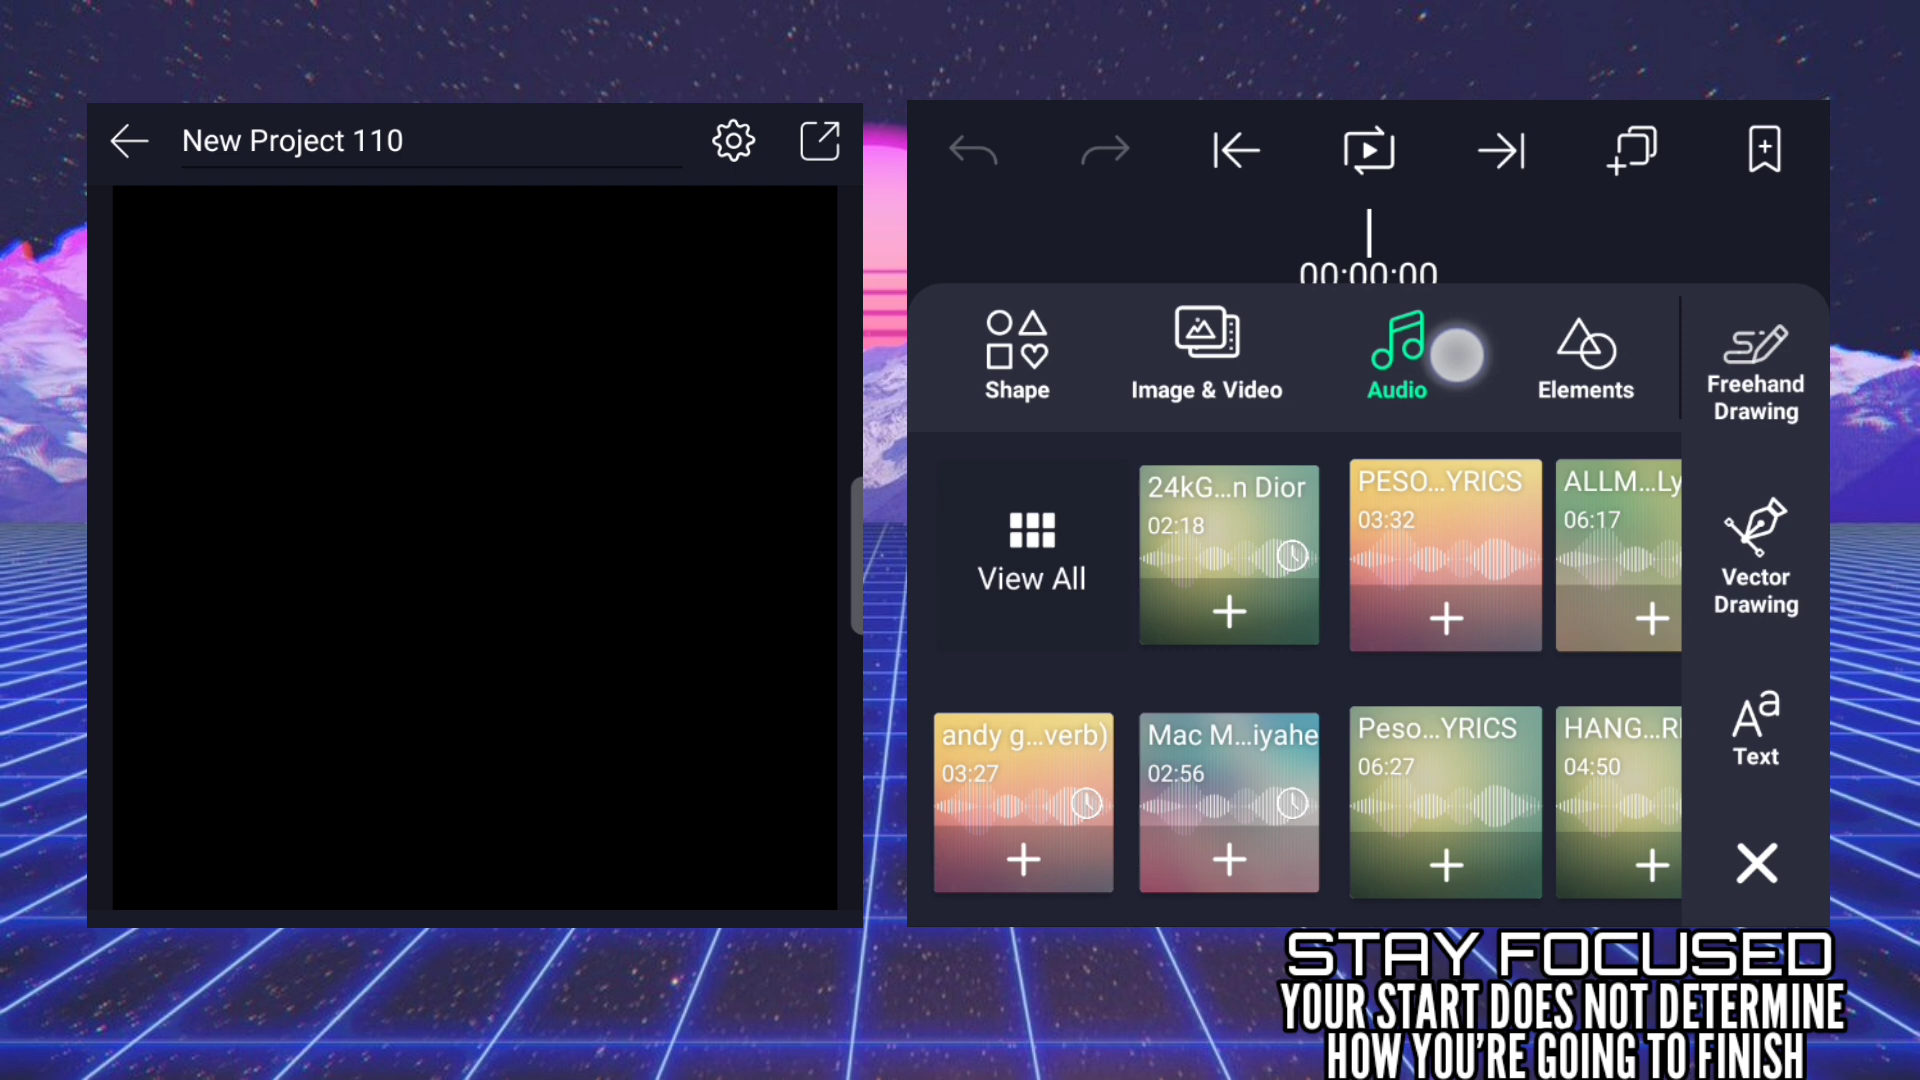 New Project 110
00:00:00
Shape
Image & Video
Audio
Elements
Freehand
Drawing
View All
24kG...n Dior
02:18
PESO...YRICS
03:32
ALLM...Ly
06:17
Vector
Drawing
andy g...verb)
03:27
Mac M...iyahe
02:56
Peso...YRICS
06:27
HANG...R
04:50
Aa
Text
STAY FOCUSED
YOUR START DOES NOT DETERMINE
HOW YOU'RE GOING TO FINISH